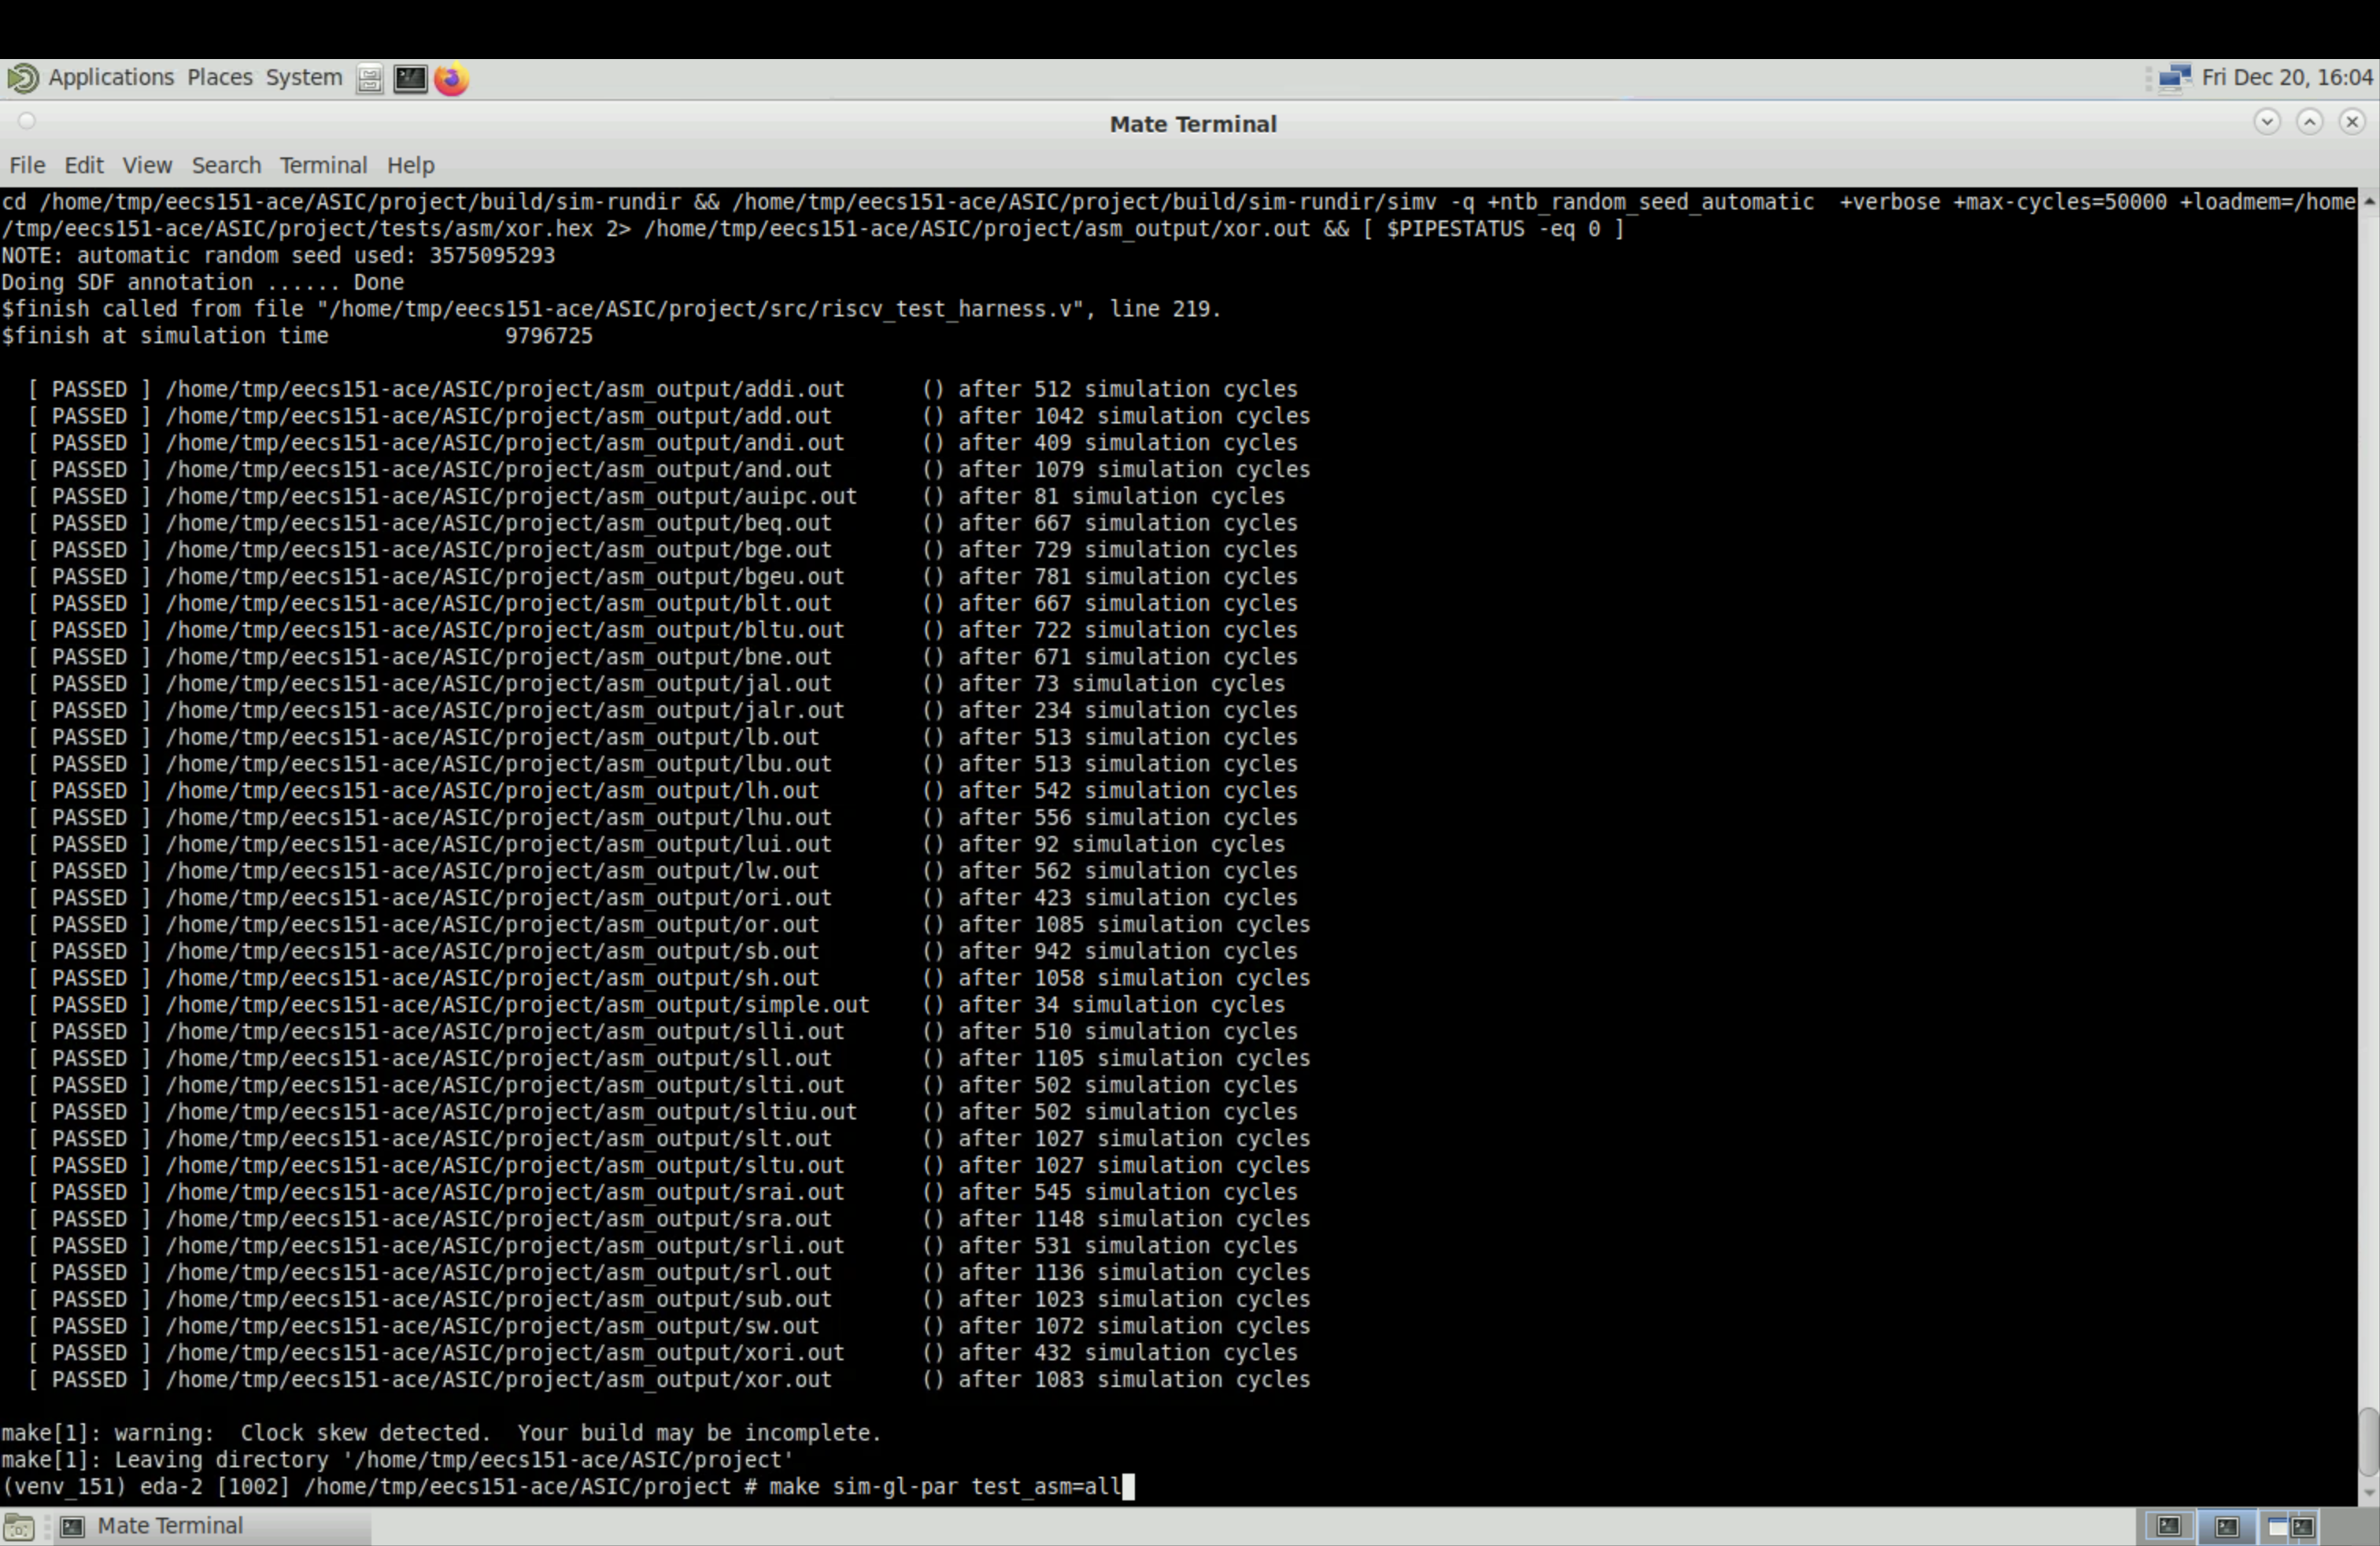 Applications Places System Fri Dec 20, 16:04
Mate Terminal
File Edit View Search Terminal Help
cd /home/tmp/eecs151-ace/ASIC/project/build/sim-rundir && /home/tmp/eecs151-ace/ASIC/project/build/sim-rundir/simv -q +ntb_random_seed_automatic  +verbose +max-cycles=50000 +loadmem=/home
/tmp/eecs151-ace/ASIC/project/tests/asm/xor.hex 2> /home/tmp/eecs151-ace/ASIC/project/asm_output/xor.out && [ $PIPESTATUS -eq 0 ]
NOTE: automatic random seed used: 3575095293
Doing SDF annotation ...... Done
$finish called from file "/home/tmp/eecs151-ace/ASIC/project/src/riscv_test_harness.v", line 219.
$finish at simulation time              9796725
[ PASSED ] /home/tmp/eecs151-ace/ASIC/project/asm_output/addi.out      () after 512 simulation cycles
[ PASSED ] /home/tmp/eecs151-ace/ASIC/project/asm_output/add.out       () after 1042 simulation cycles
[ PASSED ] /home/tmp/eecs151-ace/ASIC/project/asm_output/andi.out      () after 409 simulation cycles
[ PASSED ] /home/tmp/eecs151-ace/ASIC/project/asm_output/and.out       () after 1079 simulation cycles
[ PASSED ] /home/tmp/eecs151-ace/ASIC/project/asm_output/auipc.out     () after 81 simulation cycles
[ PASSED ] /home/tmp/eecs151-ace/ASIC/project/asm_output/beq.out       () after 667 simulation cycles
[ PASSED ] /home/tmp/eecs151-ace/ASIC/project/asm_output/bge.out       () after 729 simulation cycles
[ PASSED ] /home/tmp/eecs151-ace/ASIC/project/asm_output/bgeu.out      () after 781 simulation cycles
[ PASSED ] /home/tmp/eecs151-ace/ASIC/project/asm_output/blt.out       () after 667 simulation cycles
[ PASSED ] /home/tmp/eecs151-ace/ASIC/project/asm_output/bltu.out      () after 722 simulation cycles
[ PASSED ] /home/tmp/eecs151-ace/ASIC/project/asm_output/bne.out       () after 671 simulation cycles
[ PASSED ] /home/tmp/eecs151-ace/ASIC/project/asm_output/jal.out       () after 73 simulation cycles
[ PASSED ] /home/tmp/eecs151-ace/ASIC/project/asm_output/jalr.out      () after 234 simulation cycles
[ PASSED ] /home/tmp/eecs151-ace/ASIC/project/asm_output/lb.out        () after 513 simulation cycles
[ PASSED ] /home/tmp/eecs151-ace/ASIC/project/asm_output/lbu.out       () after 513 simulation cycles
[ PASSED ] /home/tmp/eecs151-ace/ASIC/project/asm_output/lh.out        () after 542 simulation cycles
[ PASSED ] /home/tmp/eecs151-ace/ASIC/project/asm_output/lhu.out       () after 556 simulation cycles
[ PASSED ] /home/tmp/eecs151-ace/ASIC/project/asm_output/lui.out       () after 92 simulation cycles
[ PASSED ] /home/tmp/eecs151-ace/ASIC/project/asm_output/lw.out        () after 562 simulation cycles
[ PASSED ] /home/tmp/eecs151-ace/ASIC/project/asm_output/ori.out       () after 423 simulation cycles
[ PASSED ] /home/tmp/eecs151-ace/ASIC/project/asm_output/or.out        () after 1085 simulation cycles
[ PASSED ] /home/tmp/eecs151-ace/ASIC/project/asm_output/sb.out        () after 942 simulation cycles
[ PASSED ] /home/tmp/eecs151-ace/ASIC/project/asm_output/sh.out        () after 1058 simulation cycles
[ PASSED ] /home/tmp/eecs151-ace/ASIC/project/asm_output/simple.out    () after 34 simulation cycles
[ PASSED ] /home/tmp/eecs151-ace/ASIC/project/asm_output/slli.out      () after 510 simulation cycles
[ PASSED ] /home/tmp/eecs151-ace/ASIC/project/asm_output/sll.out       () after 1105 simulation cycles
[ PASSED ] /home/tmp/eecs151-ace/ASIC/project/asm_output/slti.out      () after 502 simulation cycles
[ PASSED ] /home/tmp/eecs151-ace/ASIC/project/asm_output/sltiu.out     () after 502 simulation cycles
[ PASSED ] /home/tmp/eecs151-ace/ASIC/project/asm_output/slt.out       () after 1027 simulation cycles
[ PASSED ] /home/tmp/eecs151-ace/ASIC/project/asm_output/sltu.out      () after 1027 simulation cycles
[ PASSED ] /home/tmp/eecs151-ace/ASIC/project/asm_output/srai.out      () after 545 simulation cycles
[ PASSED ] /home/tmp/eecs151-ace/ASIC/project/asm_output/sra.out       () after 1148 simulation cycles
[ PASSED ] /home/tmp/eecs151-ace/ASIC/project/asm_output/srli.out      () after 531 simulation cycles
[ PASSED ] /home/tmp/eecs151-ace/ASIC/project/asm_output/srl.out       () after 1136 simulation cycles
[ PASSED ] /home/tmp/eecs151-ace/ASIC/project/asm_output/sub.out       () after 1023 simulation cycles
[ PASSED ] /home/tmp/eecs151-ace/ASIC/project/asm_output/sw.out        () after 1072 simulation cycles
[ PASSED ] /home/tmp/eecs151-ace/ASIC/project/asm_output/xori.out      () after 432 simulation cycles
[ PASSED ] /home/tmp/eecs151-ace/ASIC/project/asm_output/xor.out       () after 1083 simulation cycles
make[1]: warning:  Clock skew detected.  Your build may be incomplete.
make[1]: Leaving directory '/home/tmp/eecs151-ace/ASIC/project'
(venv_151) eda-2 [1002] /home/tmp/eecs151-ace/ASIC/project # make sim-gl-par test_asm=all
Mate Terminal